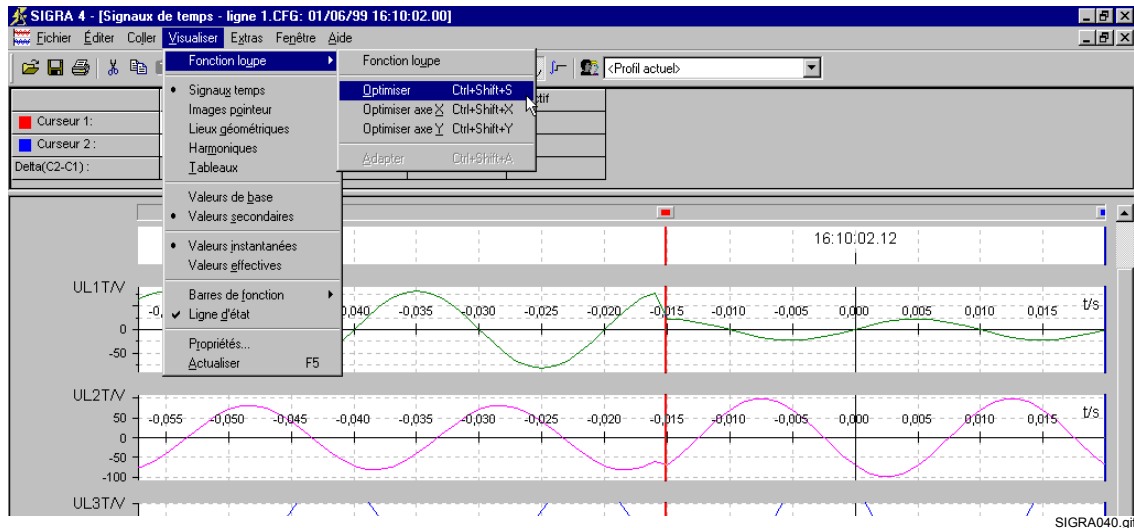 SIGRA 4 - [Signaux de temps - ligne 1.CFG: 01/06/99 16:10:02.00]
Fichier Éditer Coller Visualiser Extras Fenêtre Aide
<Profil actuel>
Fonction loupe
Signaux temps
Images pointeur
Lieux géométriques
Harmoniques
Tableaux
Valeurs de base
Valeurs secondaires
Valeurs instantanées
Valeurs effectives
Barres de fonction
Ligne d'état
Propriétés...
Actualiser F5
Fonction loupe
Optimiser Ctrl+Shift+S
Optimiser axe X Ctrl+Shift+X
Optimiser axe Y Ctrl+Shift+Y
Adapter Ctrl+Shift+A
Curseur 1:
Curseur 2:
Delta(C2-C1) :
16:10:02.12
UL1T/V
0
-50
0,040 -0,035 -0,030 -0,025 -0,020 -0,015 -0,010 -0,005 0,000 0,005 0,010 0,015 t/s
UL2T/V
50
0
-50
-100
-0,055 -0,050 -0,045 -0,040 -0,035 -0,030 -0,025 -0,020 -0,015 -0,010 -0,005 0,000 0,005 0,010 0,015 t/s
UL3T/V